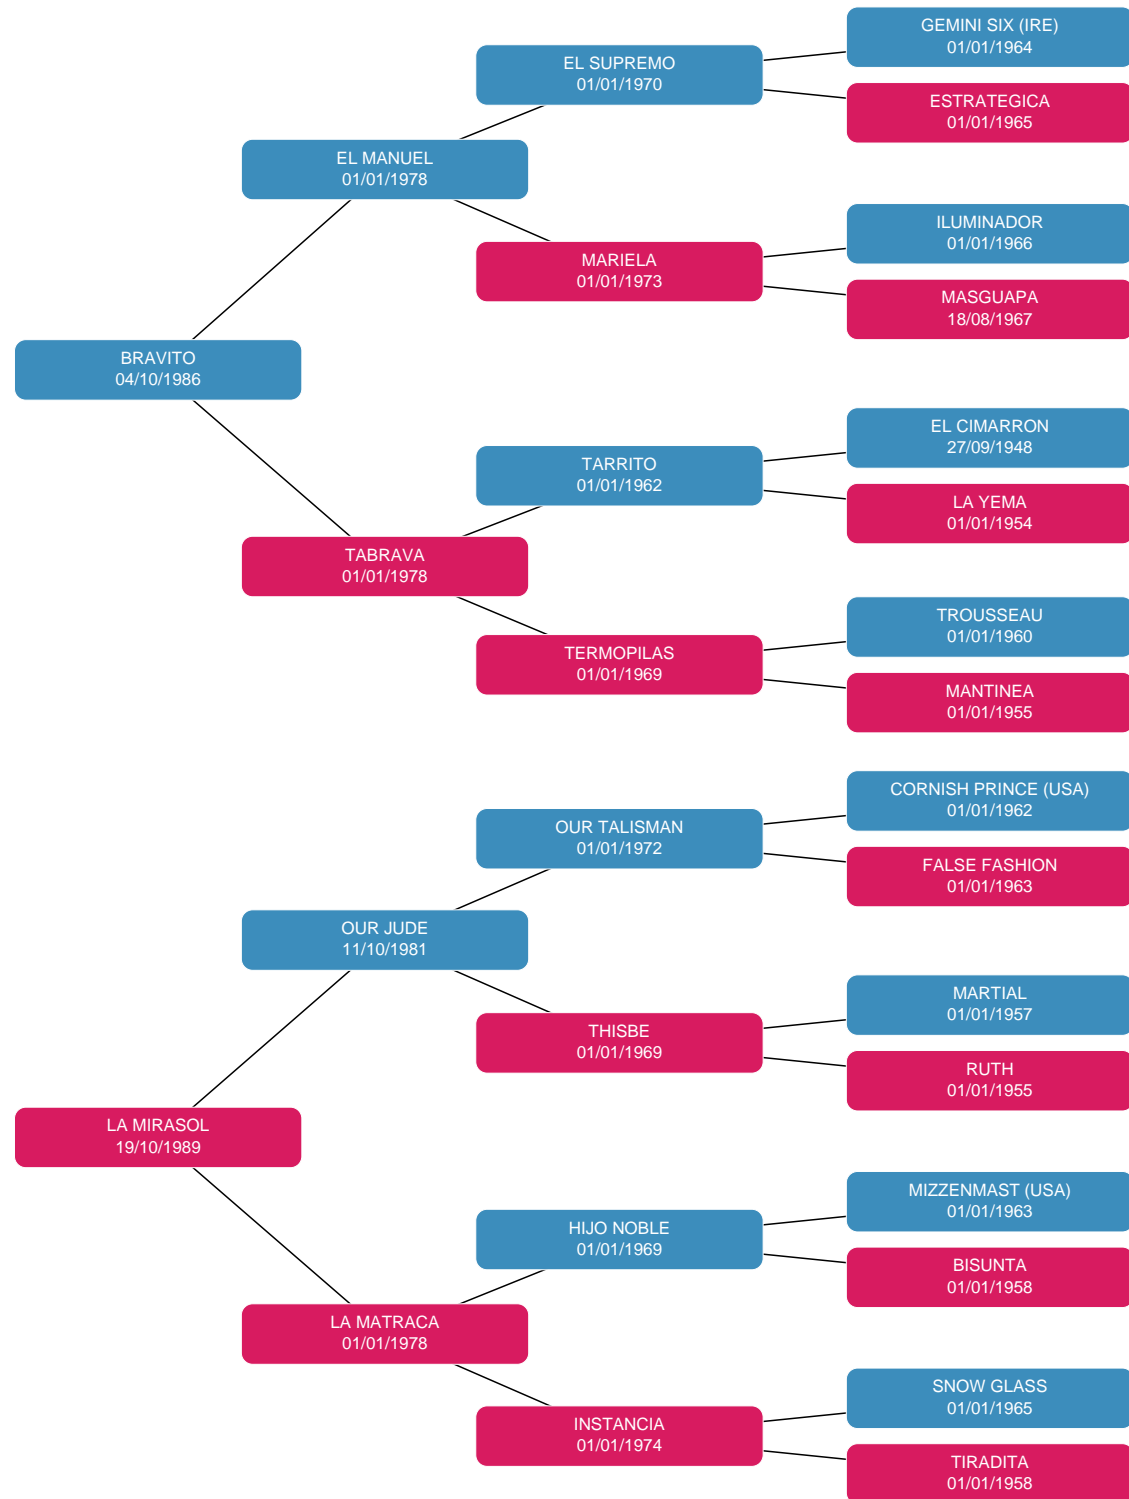 GEMINI SIX (IRE)
01/01/1964
EL SUPREMO
01/01/1970
ESTRATEGICA
01/01/1965
EL MANUEL
01/01/1978
ILUMINADOR
01/01/1966
MARIELA
01/01/1973
MASGUAPA
18/08/1967
BRAVITO
04/10/1986
EL CIMARRON
27/09/1948
TARRITO
01/01/1962
LA YEMA
01/01/1954
TABRAVA
01/01/1978
TROUSSEAU
01/01/1960
TERMOPILAS
01/01/1969
MANTINEA
01/01/1955
CORNISH PRINCE (USA)
01/01/1962
OUR TALISMAN
01/01/1972
FALSE FASHION
01/01/1963
OUR JUDE
11/10/1981
MARTIAL
01/01/1957
THISBE
01/01/1969
RUTH
01/01/1955
LA MIRASOL
19/10/1989
MIZZENMAST (USA)
01/01/1963
HIJO NOBLE
01/01/1969
BISUNTA
01/01/1958
LA MATRACA
01/01/1978
SNOW GLASS
01/01/1965
INSTANCIA
01/01/1974
TIRADITA
01/01/1958